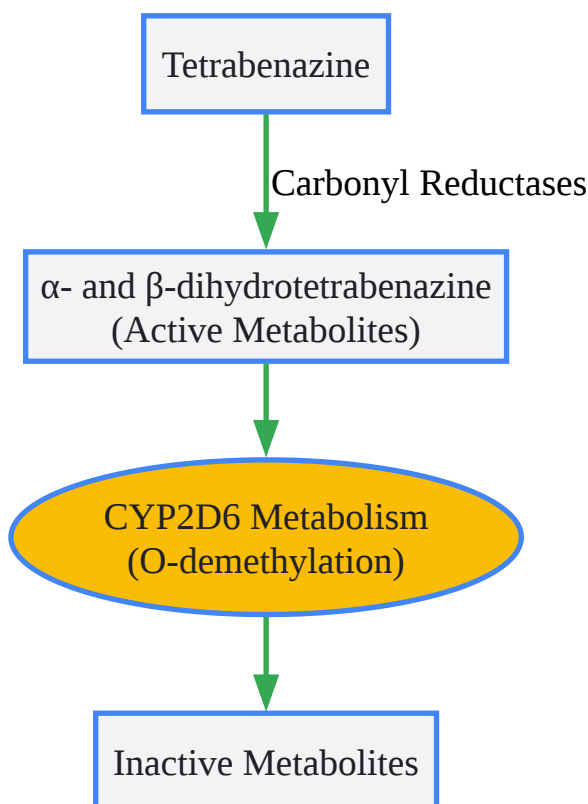 Tetrabenazine
Carbonyl Reductases
α- and β-dihydrotetrabenazine
(Active Metabolites)
CYP2D6 Metabolism
(O-demethylation)
Inactive Metabolites